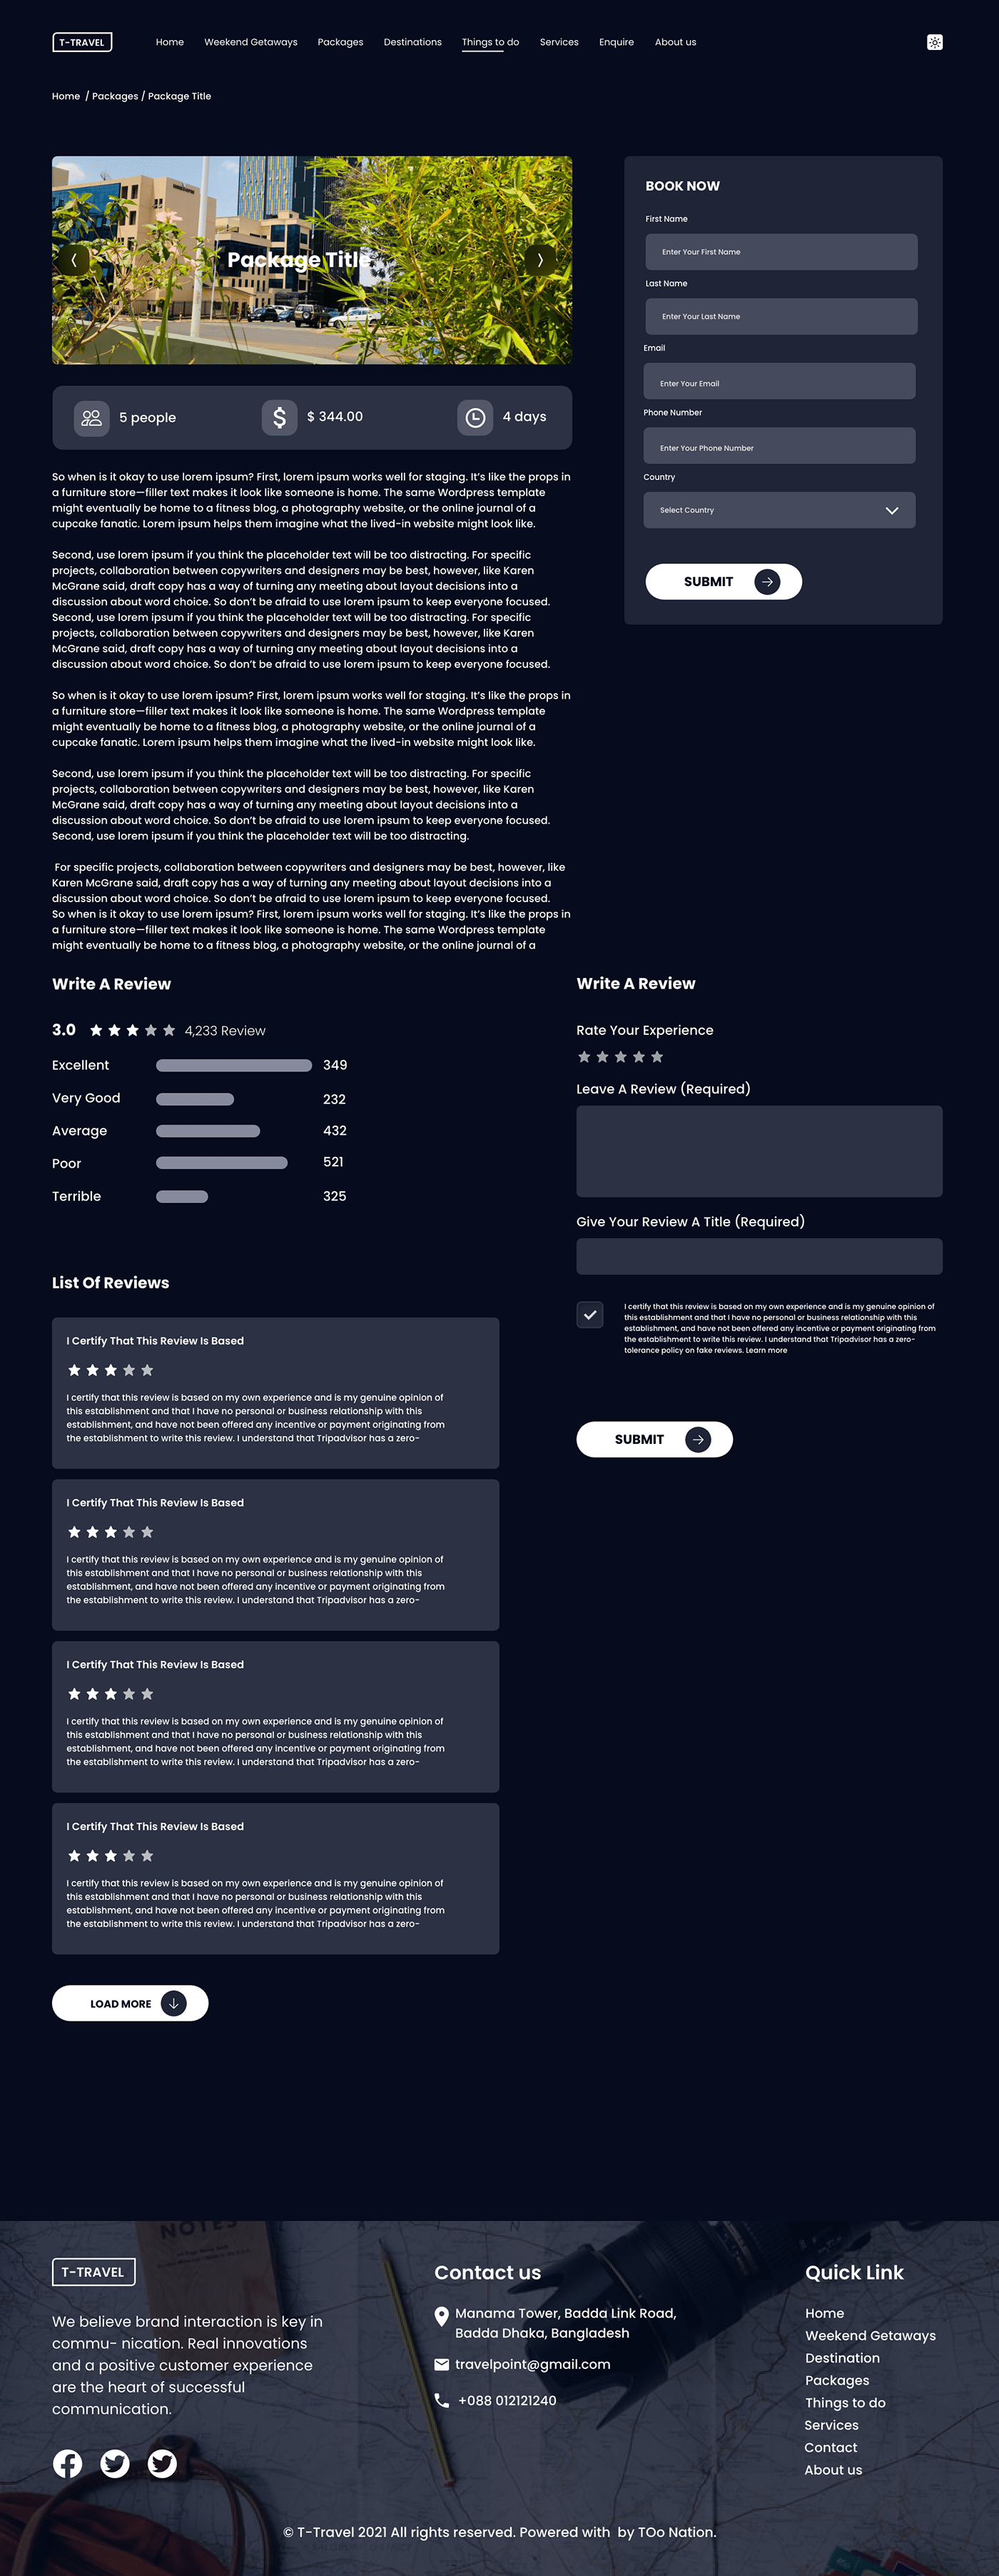 T-TRAVEL
Home
Weekend Getaways
Packages
Destinations
Things to do
Services
Enquire
About us
Home / Packages / Package Title
Package Title
5 people
$ 344.00
4 days
So when is it okay to use lorem ipsum? First, lorem ipsum works well for staging. It’s like the props in
a furniture store—filler text makes it look like someone is home. The same Wordpress template
might eventually be home to a fitness blog, a photography website, or the online journal of a
cupcake fanatic. Lorem ipsum helps them imagine what the lived-in website might look like.
Second, use lorem ipsum if you think the placeholder text will be too distracting. For specific
projects, collaboration between copywriters and designers may be best, however, like Karen
McGrane said, draft copy has a way of turning any meeting about layout decisions into a
discussion about word choice. So don’t be afraid to use lorem ipsum to keep everyone focused.
Second, use lorem ipsum if you think the placeholder text will be too distracting. For specific
projects, collaboration between copywriters and designers may be best, however, like Karen
McGrane said, draft copy has a way of turning any meeting about layout decisions into a
discussion about word choice. So don’t be afraid to use lorem ipsum to keep everyone focused.
So when is it okay to use lorem ipsum? First, lorem ipsum works well for staging. It’s like the props in
a furniture store—filler text makes it look like someone is home. The same Wordpress template
might eventually be home to a fitness blog, a photography website, or the online journal of a
cupcake fanatic. Lorem ipsum helps them imagine what the lived-in website might look like.
Second, use lorem ipsum if you think the placeholder text will be too distracting. For specific
projects, collaboration between copywriters and designers may be best, however, like Karen
McGrane said, draft copy has a way of turning any meeting about layout decisions into a
discussion about word choice. So don’t be afraid to use lorem ipsum to keep everyone focused.
Second, use lorem ipsum if you think the placeholder text will be too distracting.
For specific projects, collaboration between copywriters and designers may be best, however, like
Karen McGrane said, draft copy has a way of turning any meeting about layout decisions into a
discussion about word choice. So don’t be afraid to use lorem ipsum to keep everyone focused.
So when is it okay to use lorem ipsum? First, lorem ipsum works well for staging. It’s like the props in
a furniture store—filler text makes it look like someone is home. The same Wordpress template
might eventually be home to a fitness blog, a photography website, or the online journal of a
BOOK NOW
First Name
Enter Your First Name
Last Name
Enter Your Last Name
Email
Enter Your Email
Phone Number
Enter Your Phone Number
Country
Select Country
SUBMIT
Write A Review
3.0 4,233 Review
Excellent 349
Very Good 232
Average 432
Poor 521
Terrible 325
Write A Review
Rate Your Experience
Leave A Review (Required)
Give Your Review A Title (Required)
I certify that this review is based on my own experience and is my genuine opinion of
this establishment and that I have no personal or business relationship with this
establishment, and have not been offered any incentive or payment originating from
the establishment to write this review. I understand that Tripadvisor has a zero-
tolerance policy on fake reviews. Learn more
SUBMIT
List Of Reviews
I Certify That This Review Is Based
I certify that this review is based on my own experience and is my genuine opinion of
this establishment and that I have no personal or business relationship with this
establishment, and have not been offered any incentive or payment originating from
the establishment to write this review. I understand that Tripadvisor has a zero-
I Certify That This Review Is Based
I certify that this review is based on my own experience and is my genuine opinion of
this establishment and that I have no personal or business relationship with this
establishment, and have not been offered any incentive or payment originating from
the establishment to write this review. I understand that Tripadvisor has a zero-
I Certify That This Review Is Based
I certify that this review is based on my own experience and is my genuine opinion of
this establishment and that I have no personal or business relationship with this
establishment, and have not been offered any incentive or payment originating from
the establishment to write this review. I understand that Tripadvisor has a zero-
I Certify That This Review Is Based
I certify that this review is based on my own experience and is my genuine opinion of
this establishment and that I have no personal or business relationship with this
establishment, and have not been offered any incentive or payment originating from
the establishment to write this review. I understand that Tripadvisor has a zero-
LOAD MORE
NOTES
T-TRAVEL
We believe brand interaction is key in
commu- nication. Real innovations
and a positive customer experience
are the heart of successful
communication.
Contact us
Manama Tower, Badda Link Road,
Badda Dhaka, Bangladesh
travelpoint@gmail.com
+088 012121240
Quick Link
Home
Weekend Getaways
Destination
Packages
Things to do
Services
Contact
About us
© T-Travel 2021 All rights reserved. Powered with by TOo Nation.